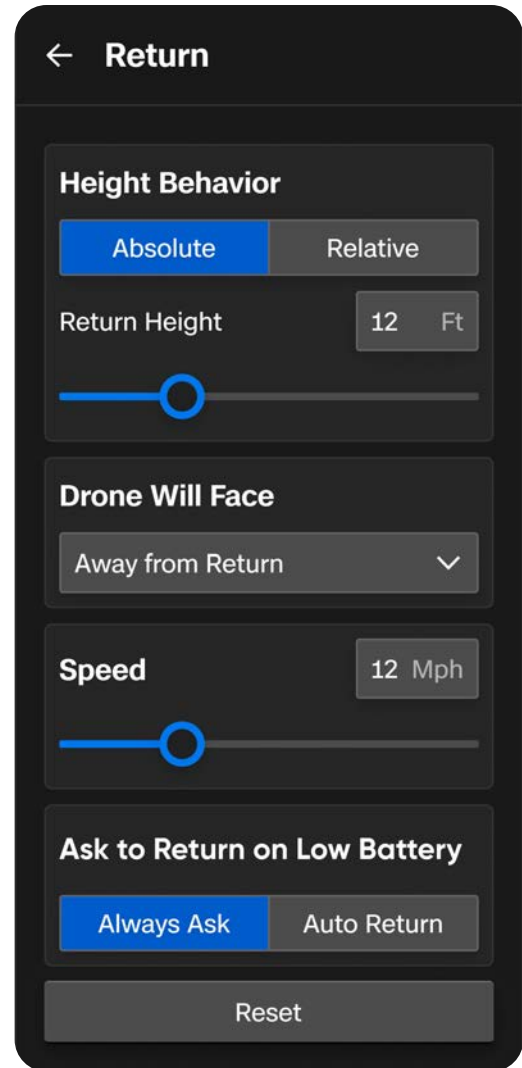 Return
Height Behavior
Absolute Relative
Return Height 12 Ft
Drone Will Face
Away from Return
Speed 12 Mph
Ask to Return on Low Battery
Always Ask Auto Return
Reset